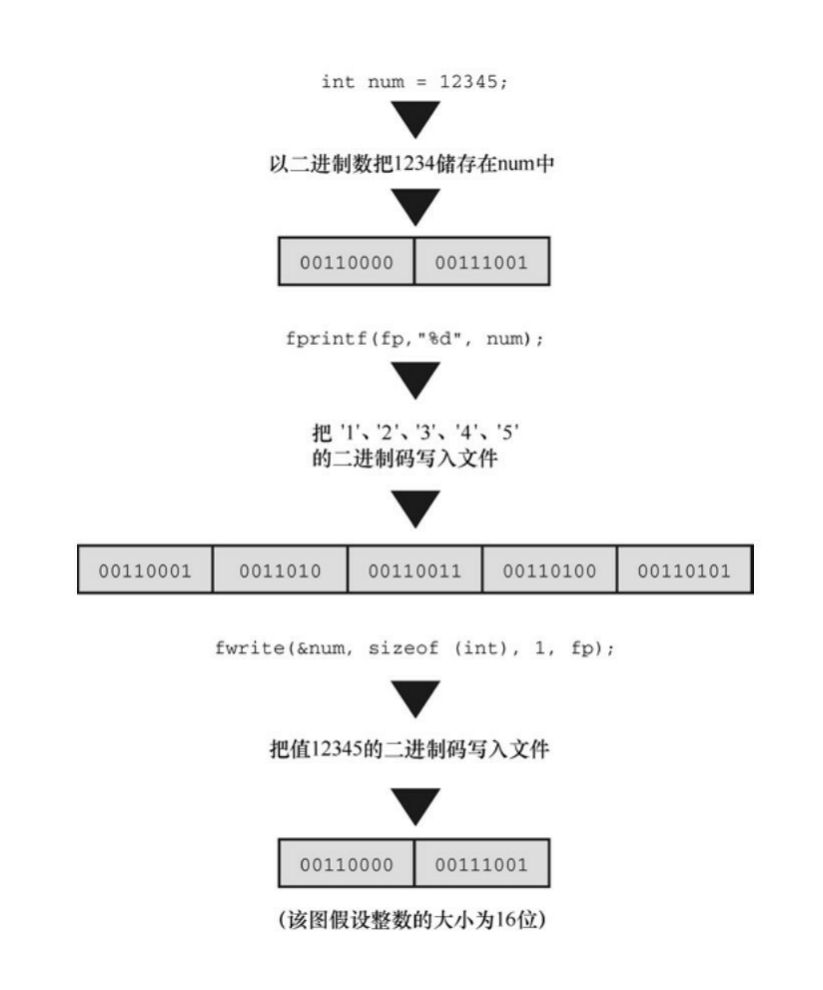 int num = 12345;
以二进制数把1234储存在num中
00110000 00111001
fprintf(fp,"%d", num);
把 '1'、'2'、'3'、'4'、'5'
的二进制码写入文件
00110001 0011010 00110011 00110100 00110101
fwrite(&num, sizeof (int), 1, fp);
把值12345的二进制码写入文件
00110000 00111001
(该图假设整数的大小为16位)